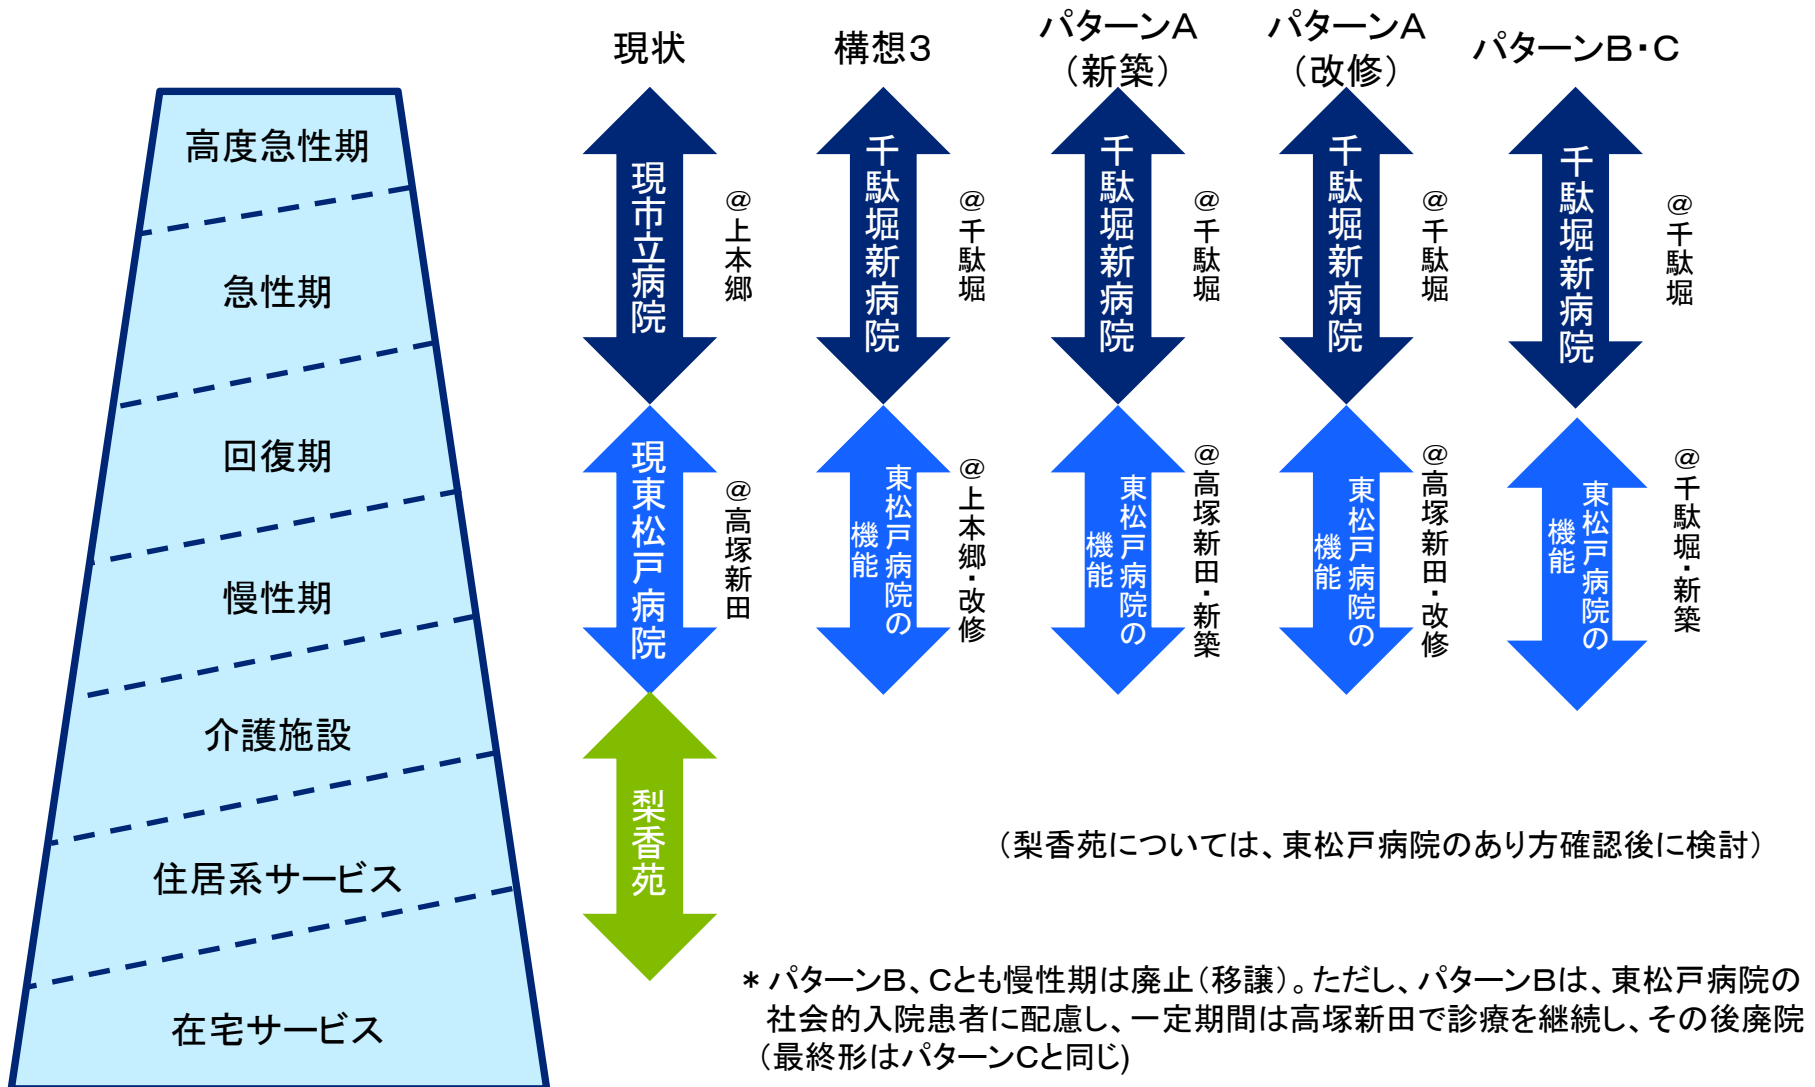 現状
構想3
パターンA
（新築）
パターンA
（改修）
パターンB・C
高度急性期
急性期
回復期
慢性期
介護施設
住居系サービス
在宅サービス
現市立病院
@上本郷
千駄堀新病院
@千駄堀
千駄堀新病院
@千駄堀
千駄堀新病院
@千駄堀
千駄堀新病院
@千駄堀
現東松戸病院
@高塚新田
東松戸病院の
機能
@上本郷・改修
東松戸病院の
機能
@高塚新田・新築
東松戸病院の
機能
@高塚新田・改修
東松戸病院の
機能
@千駄堀・新築
梨香苑
（梨香苑については、東松戸病院のあり方確認後に検討）
＊パターンB、Cとも慢性期は廃止（移譲）。ただし、パターンBは、東松戸病院の
社会的入院患者に配慮し、一定期間は高塚新田で診療を継続し、その後廃院
（最終形はパターンCと同じ)